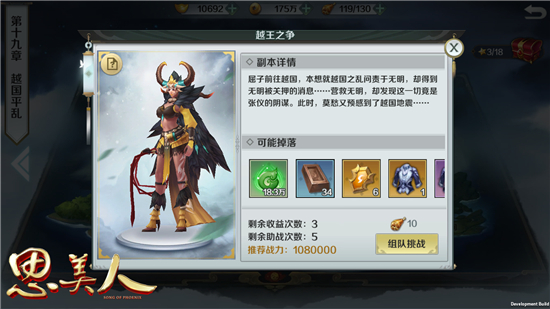 10692
175万
119/130
第十九章 越国平乱
越王之争
3/18
副本详情
屈子前往越国，本想就越国之乱问责于无明，却得到
无明被关押的消息……营救无明，却发现这一切竟是
张仪的阴谋。此时，莫愁又预感到了越国地震……
可能掉落
18.3万
34
6
1
剩余收益次数：3
剩余助战次数：5
推荐战力：1080000
10
组队挑战
思美人
SONG OF PHOENIX
Development Build